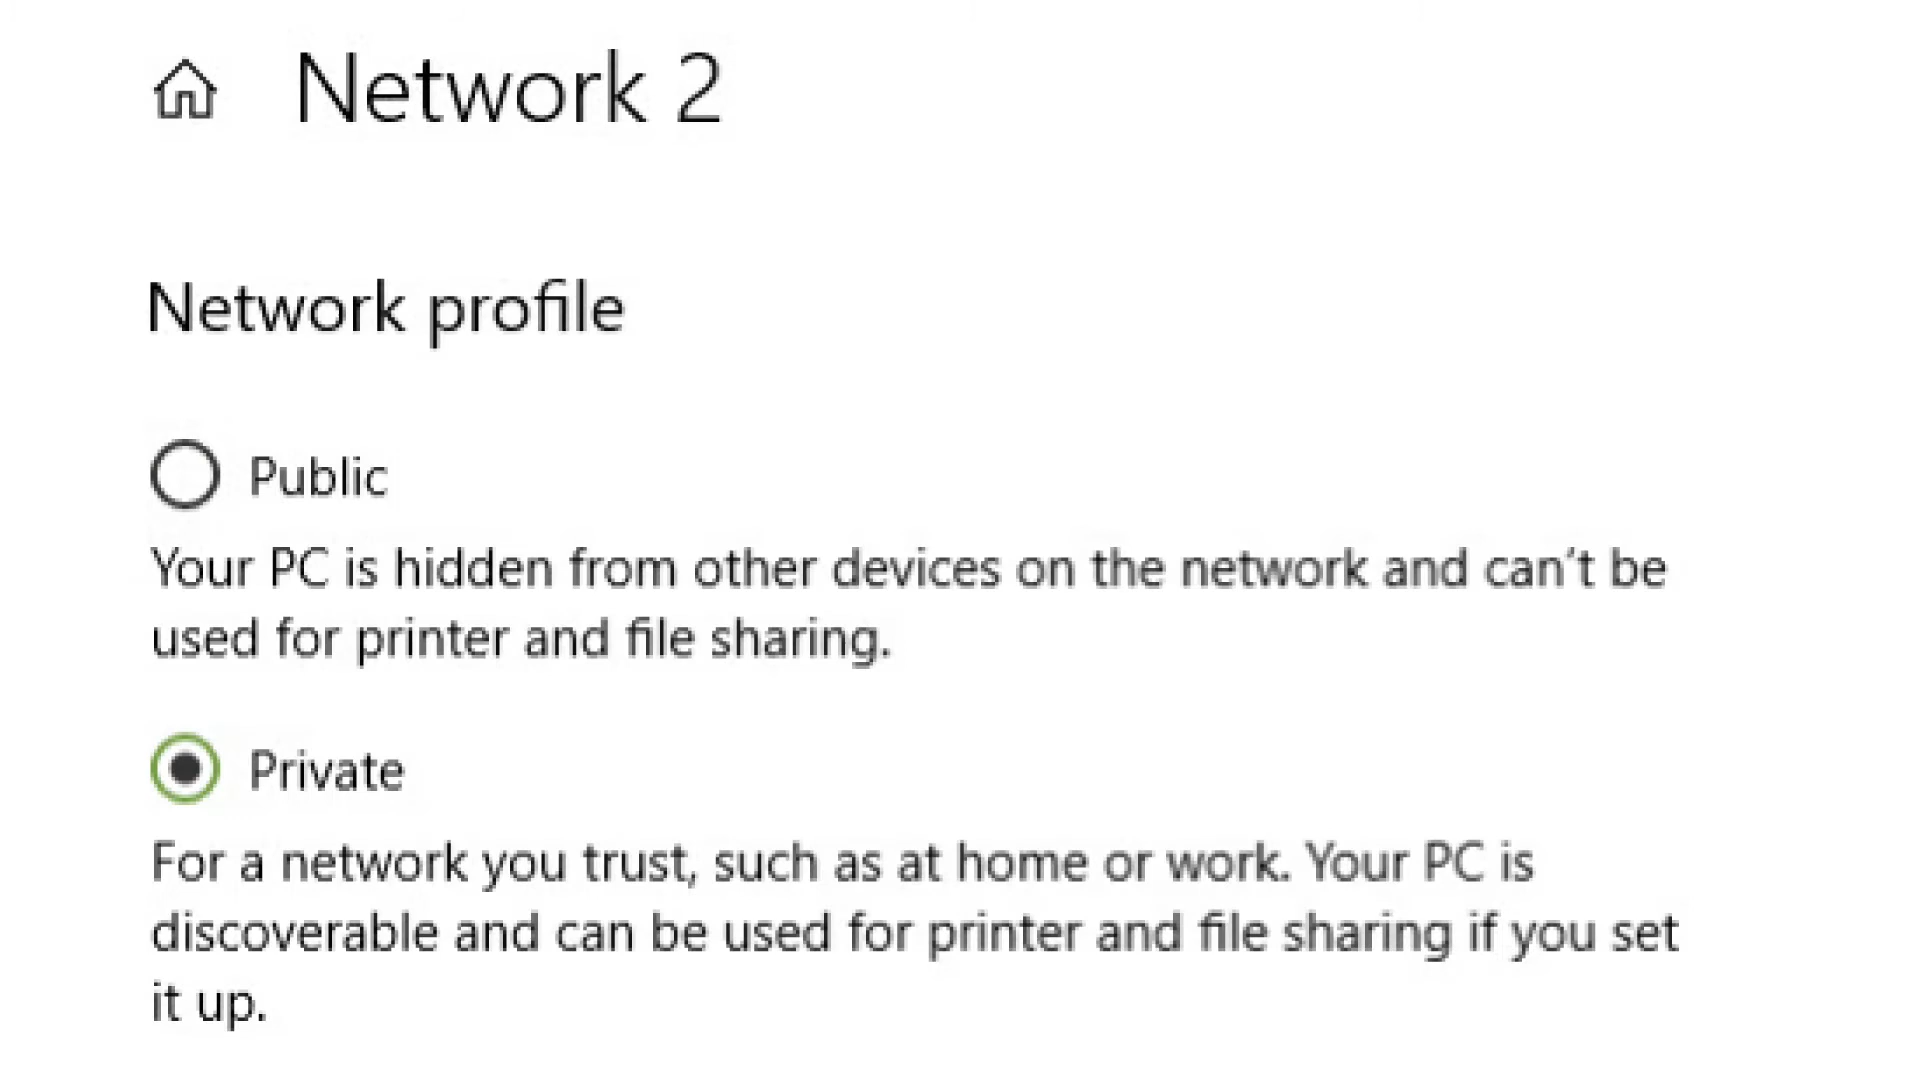 Network 2
Network profile
Public
Your PC is hidden from other devices on the network and can't be
used for printer and file sharing.
Private
For a network you trust, such as at home or work. Your PC is
discoverable and can be used for printer and file sharing if you set
it up.